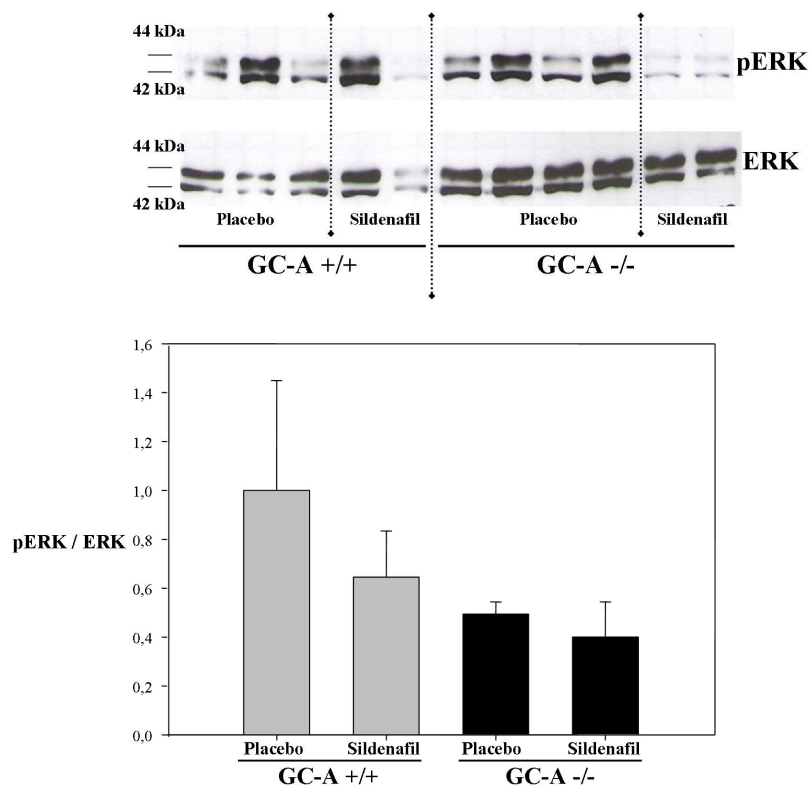 44 kDa
pERK
42 kDa
44 kDa
ERK
42 kDa
Placebo Sildenafil Placebo Sildenafil
GC-A +/+ GC-A -/-
1,6
1,4
1,2
1,0
pERK / ERK 0,8
0,6
0,4
0,2
0,0
Placebo Sildenafil Placebo Sildenafil
GC-A +/+ GC-A -/-